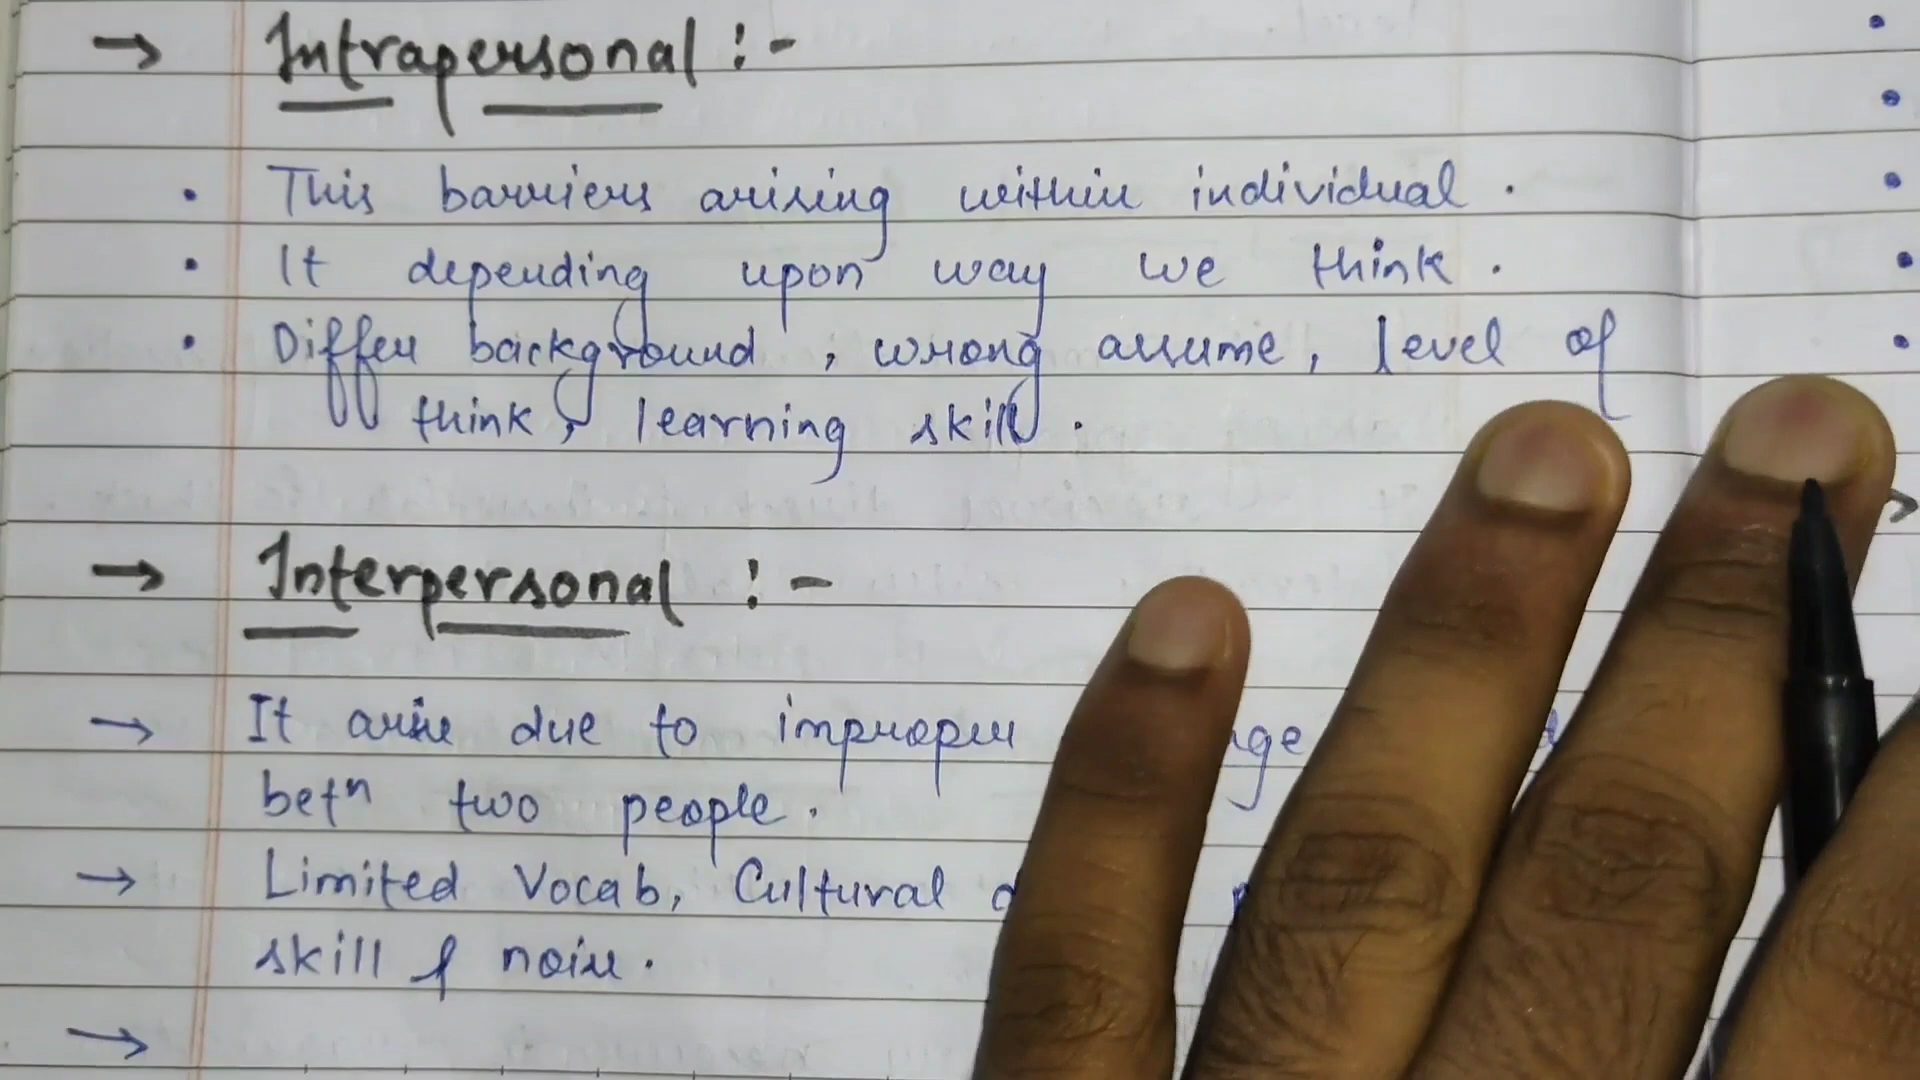 → Intrapersonal :-
• This barriers arising within individual .
• It depending upon way we think .
• Differ background , wrong assume , level of
think , learning skill .
→ Interpersonal :-
→ It arise due to improper
betn two people .
→ Limited Vocab, Cultural
skill & noise .
→